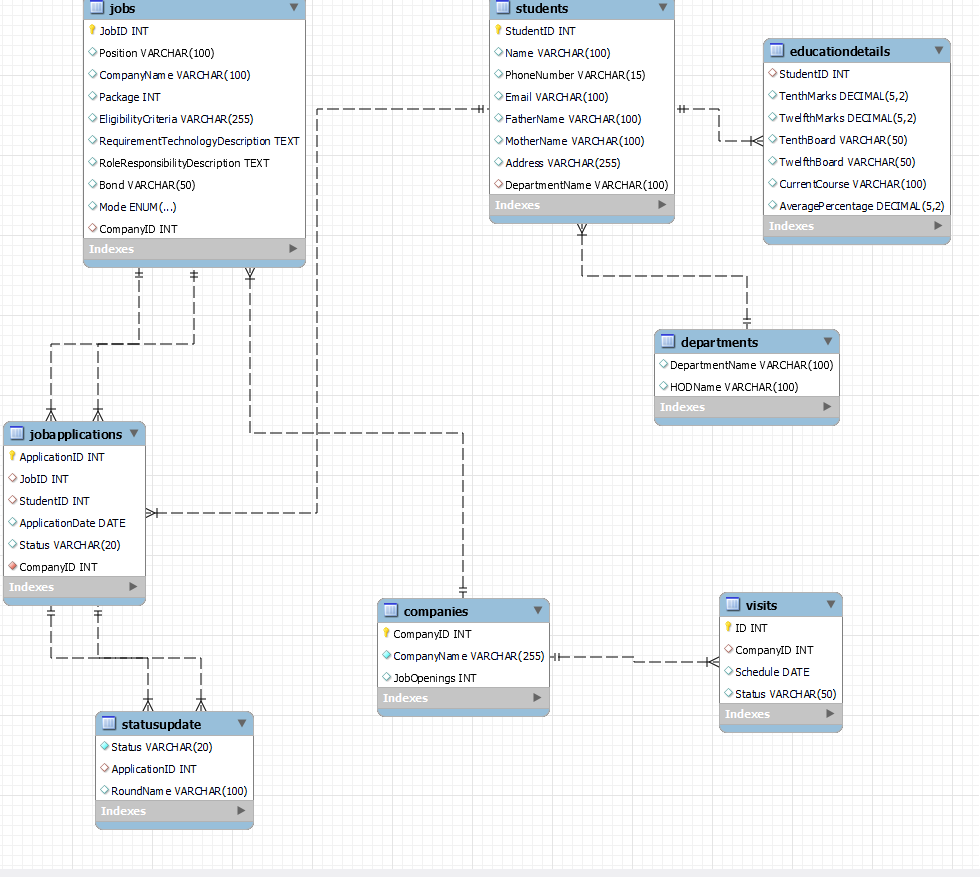 jobs
JobID INT
Position VARCHAR(100)
CompanyName VARCHAR(100)
Package INT
EligibilityCriteria VARCHAR(255)
RequirementTechnologyDescription TEXT
RoleResponsibilityDescription TEXT
Bond VARCHAR(50)
Mode ENUM(...)
CompanyID INT
Indexes
students
StudentID INT
Name VARCHAR(100)
PhoneNumber VARCHAR(15)
Email VARCHAR(100)
FatherName VARCHAR(100)
MotherName VARCHAR(100)
Address VARCHAR(255)
DepartmentName VARCHAR(100)
Indexes
educationdetails
StudentID INT
TenthMarks DECIMAL(5,2)
TwelfthMarks DECIMAL(5,2)
TenthBoard VARCHAR(50)
TwelfthBoard VARCHAR(50)
CurrentCourse VARCHAR(100)
AveragePercentage DECIMAL(5,2)
Indexes
departments
DepartmentName VARCHAR(100)
HODName VARCHAR(100)
Indexes
jobapplications
ApplicationID INT
JobID INT
StudentID INT
ApplicationDate DATE
Status VARCHAR(20)
CompanyID INT
Indexes
companies
CompanyID INT
CompanyName VARCHAR(255)
JobOpenings INT
Indexes
visits
ID INT
CompanyID INT
Schedule DATE
Status VARCHAR(50)
Indexes
statusupdate
Status VARCHAR(20)
ApplicationID INT
RoundName VARCHAR(100)
Indexes